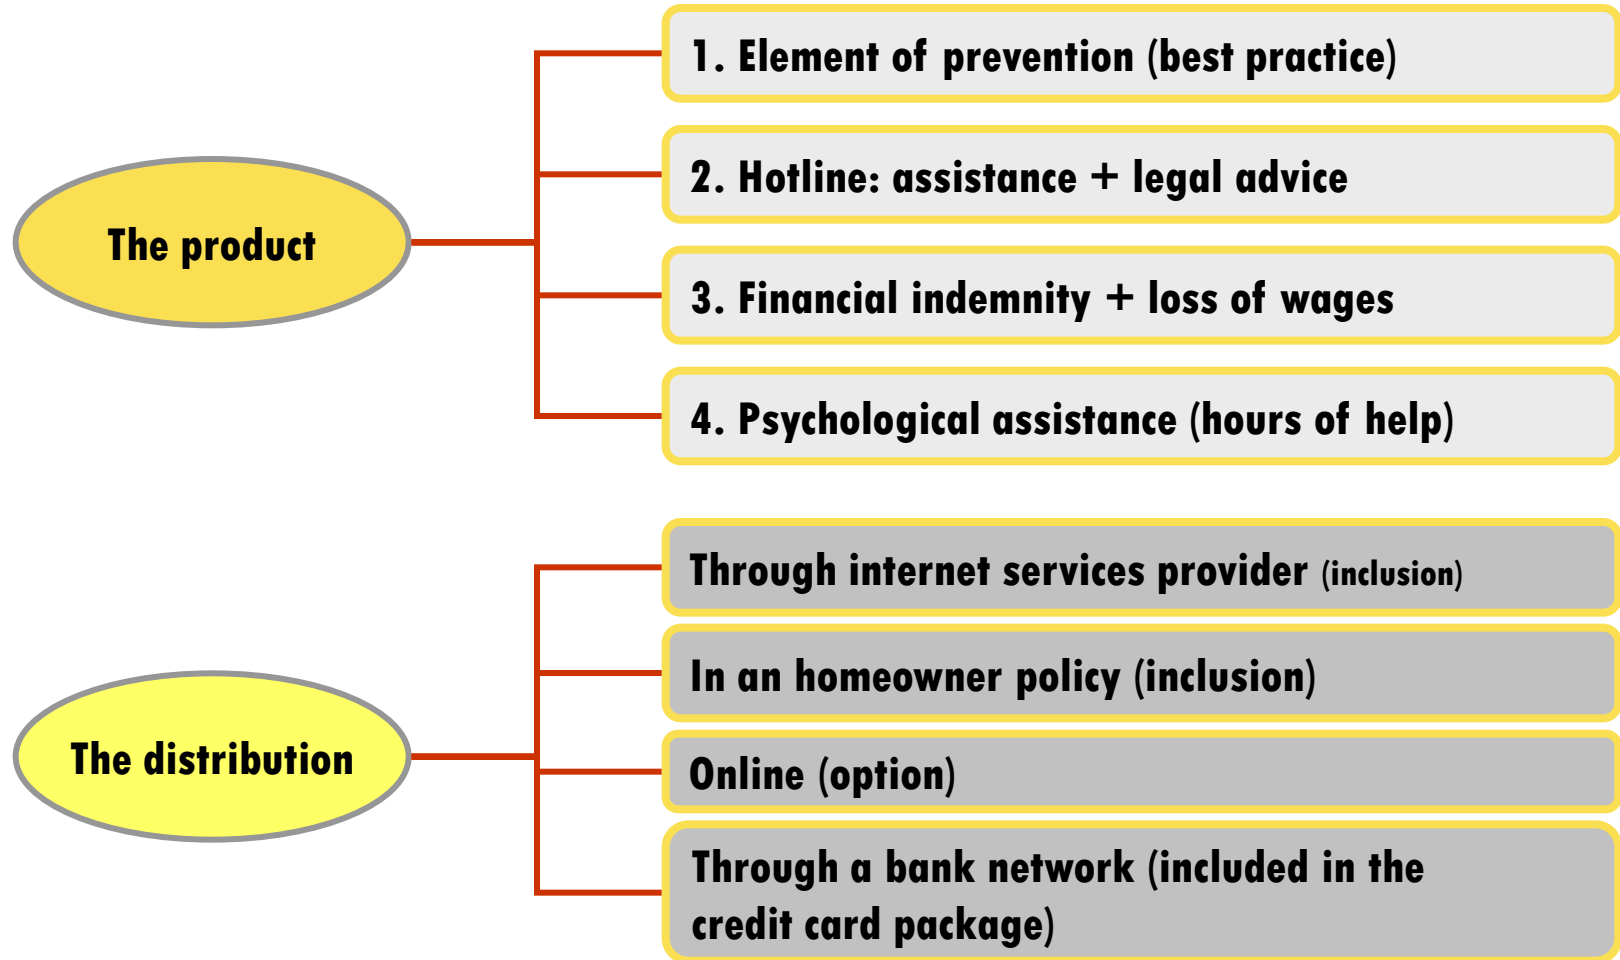 The product
1. Element of prevention (best practice)
2. Hotline: assistance + legal advice
3. Financial indemnity + loss of wages
4. Psychological assistance (hours of help)
The distribution
Through internet services provider (inclusion)
In an homeowner policy (inclusion)
Online (option)
Through a bank network (included in the
credit card package)